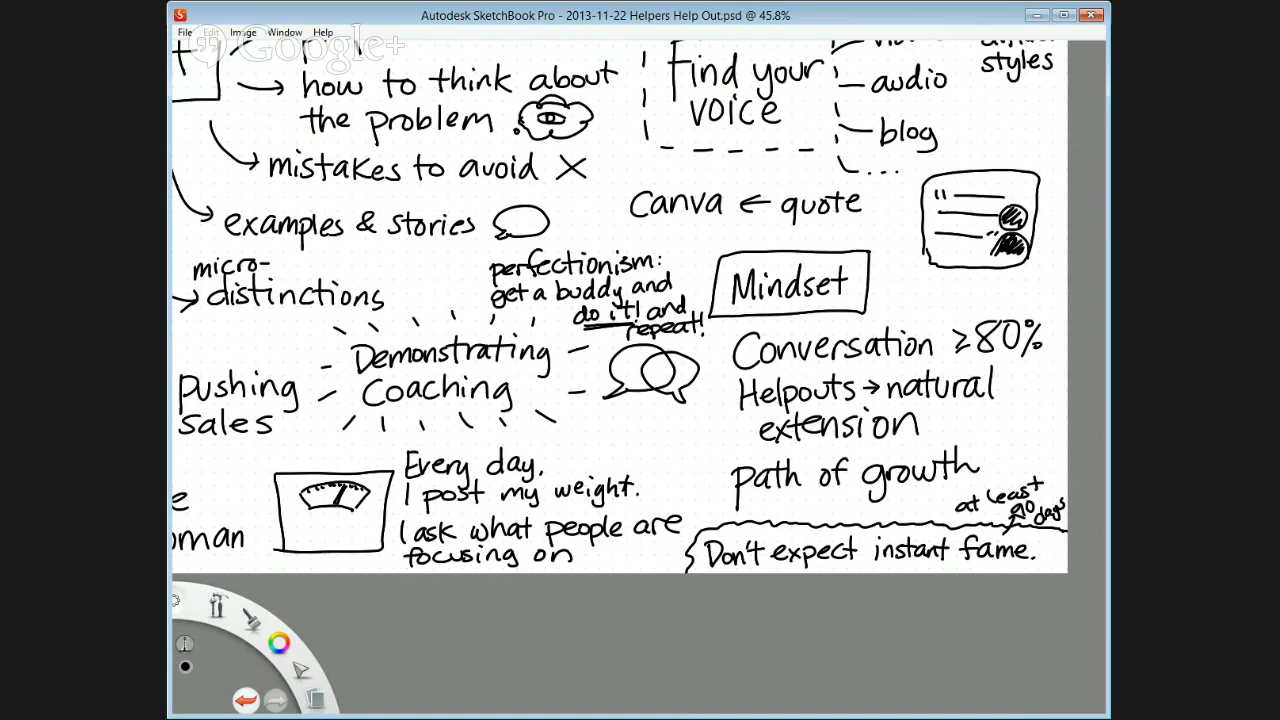 Autodesk SketchBook Pro - 2013-11-22 Helpers Help Out.psd @ 45.8%
File Edit Image Window Help
Google+
how to think about
the problem
mistakes to avoid X
examples & stories
micro-
distinctions
Find your
voice
audio
blog
...
styles
Canva ← quote
perfectionism:
get a buddy and
do it! and
repeat!
Mindset
Demonstrating
Coaching
pushing
sales
Conversation ≥80%
Helpouts → natural
extension
path of growth
at least
90 days
Don't expect instant fame.
Every day.
I post my weight.
I ask what people are
focusing on